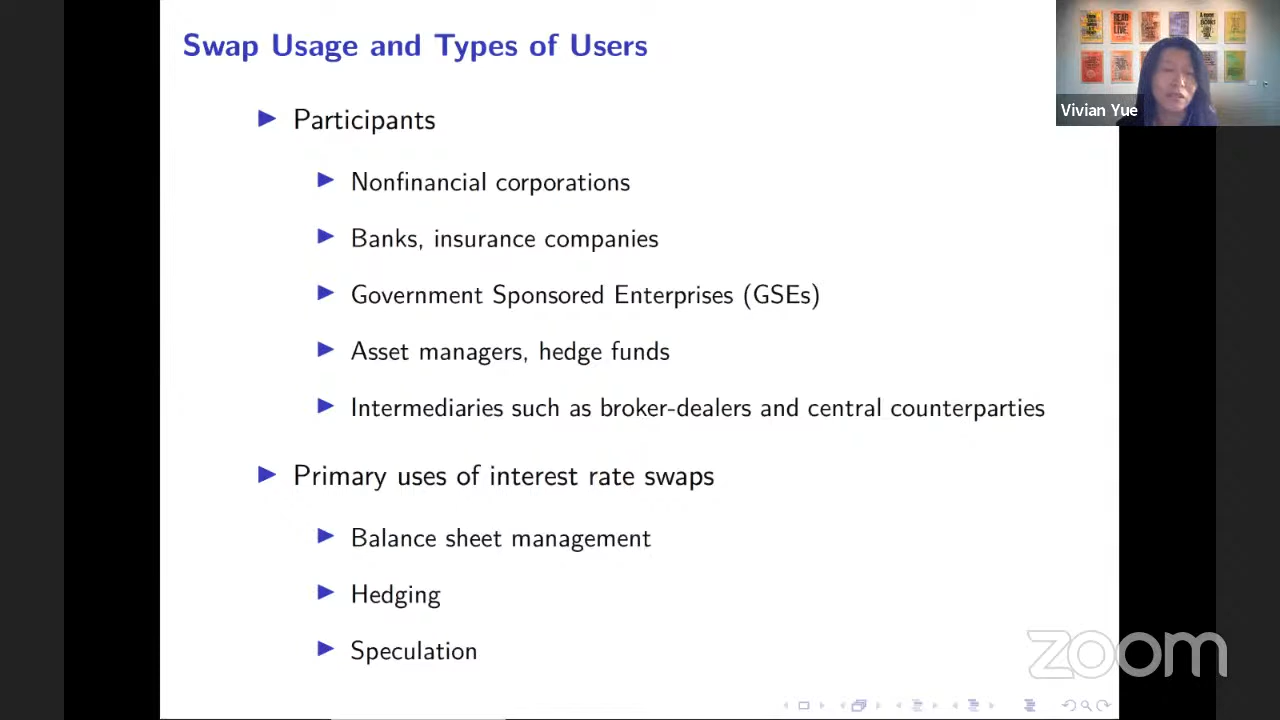 Swap Usage and Types of Users
Participants
Nonfinancial corporations
Banks, insurance companies
Government Sponsored Enterprises (GSEs)
Asset managers, hedge funds
Intermediaries such as broker-dealers and central counterparties
Primary uses of interest rate swaps
Balance sheet management
Hedging
Speculation
Vivian Yue
zoom